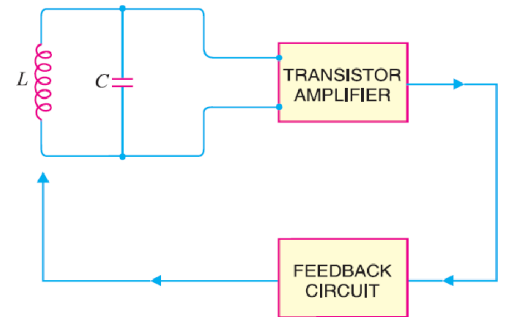 L
C
TRANSISTOR
AMPLIFIER
FEEDBACK
CIRCUIT